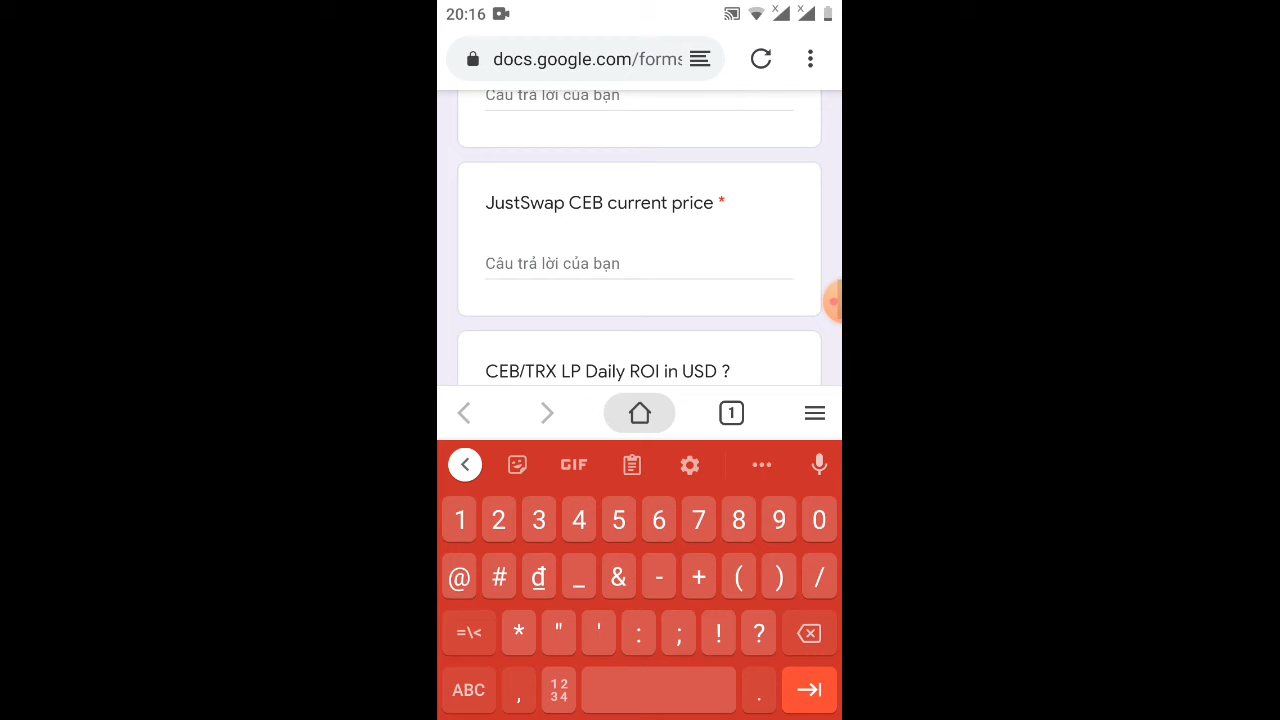 20:16
docs.google.com/forms
Câu trả lời của bạn
JustSwap CEB current price *
Câu trả lời của bạn
CEB/TRX LP Daily ROI in USD ?
1
GIF
1 2 3 4 5 6 7 8 9 0
@ # đ _ & - + ( ) /
=\< * " ' : ; ! ?
ABC , 12 34 .